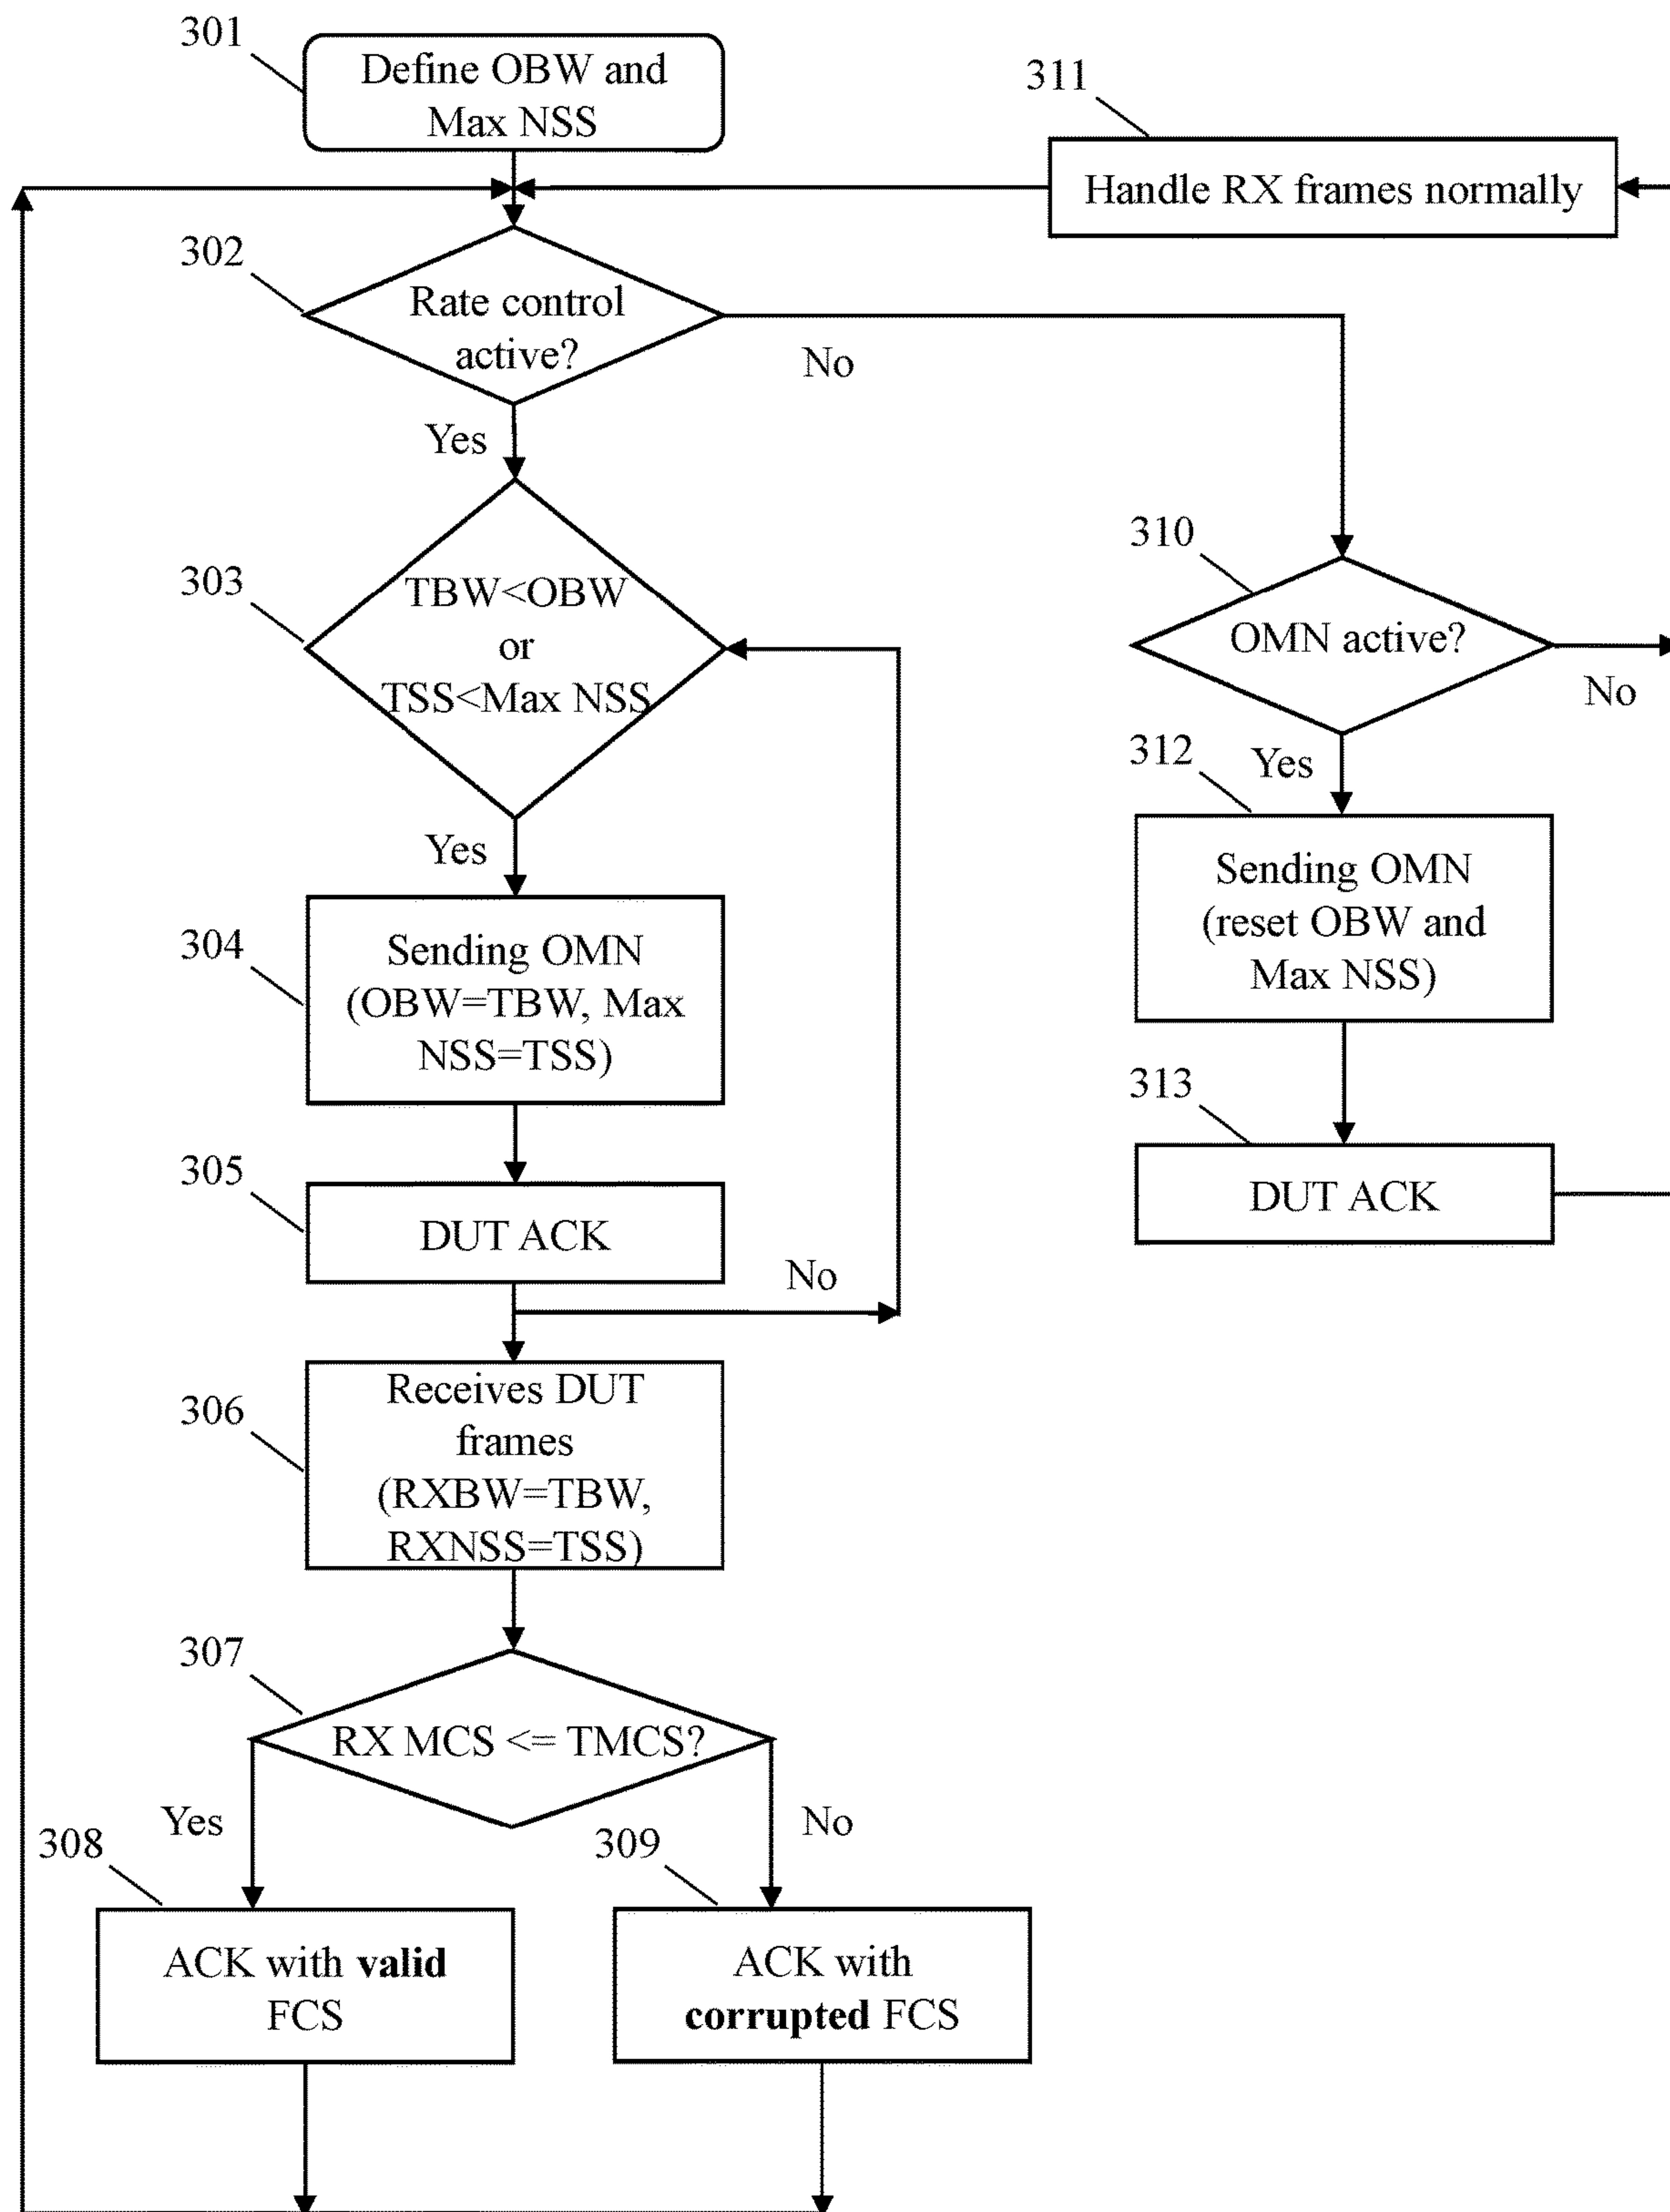 301
Define OBW and
Max NSS
311
Handle RX frames normally
302
Rate control
active?
No
Yes
303
TBW<OBW
or
TSS<Max NSS
310
OMN active?
No
Yes
304
Sending OMN
(OBW=TBW, Max
NSS=TSS)
312
Yes
Sending OMN
(reset OBW and
Max NSS)
305
DUT ACK
No
313
DUT ACK
306
Receives DUT
frames
(RXBW=TBW,
RXNSS=TSS)
307
RX MCS <= TMCS?
Yes
No
308
ACK with valid
FCS
309
ACK with
corrupted FCS